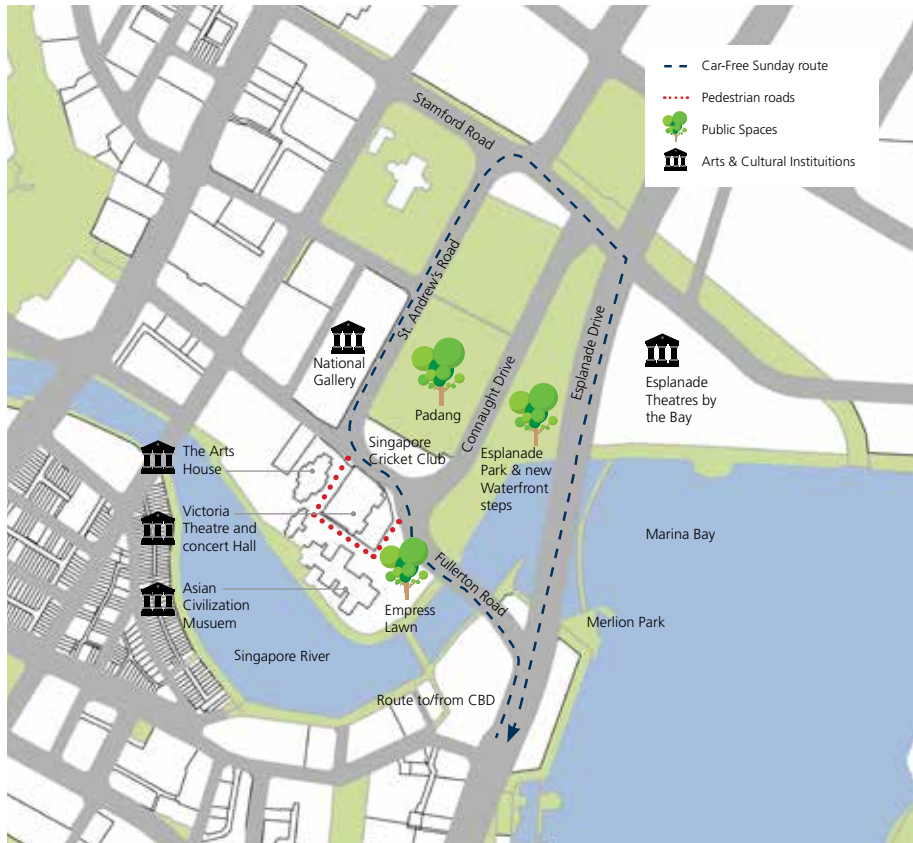 Car-Free Sunday route
Pedestrian roads
Public Spaces
Arts & Cultural Instituitions
Stamford Road
St. Andrew's Road
National
Gallery
Padang
Connaught Drive
Esplanade Drive
Esplanade
Theatres by
the Bay
Singapore
Cricket Club
Esplanade
Park & new
Waterfront
steps
The Arts
House
Victoria
Theatre and
concert Hall
Marina Bay
Asian
Civilization
Musuem
Fullerton Road
Empress
Lawn
Merlion Park
Singapore River
Route to/from CBD